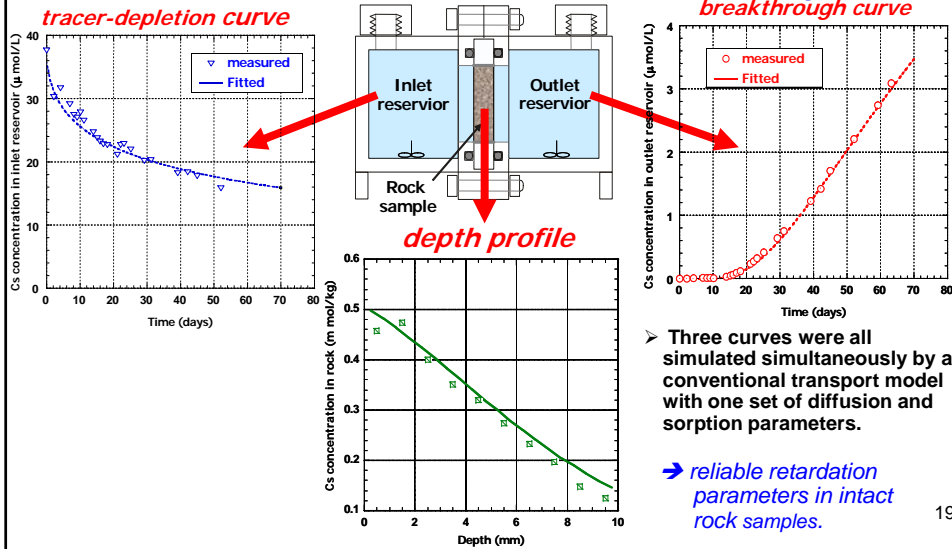 tracer-depletion curve
breakthrough curve
Cs concentration in inlet reservoir (μ mol/L)
40
30
20
10
0
measured
Fitted
0 10 20 30 40 50 60 70 80
Time (days)
Inlet
reservior
Outlet
reservior
Rock
sample
Cs concentration in outlet reservoir (μ mol/L)
4
3
2
1
0
measured
Fitted
0 10 20 30 40 50 60 70 80
Time (days)
depth profile
Cs concentration in rock (m mol/kg)
0.6
0.5
0.4
0.3
0.2
0.1
0 2 4 6 8 10
Depth (mm)
➢ Three curves were all
simulated simultaneously by a
conventional transport model
with one set of diffusion and
sorption parameters.
➔ reliable retardation
parameters in intact
rock samples.
19